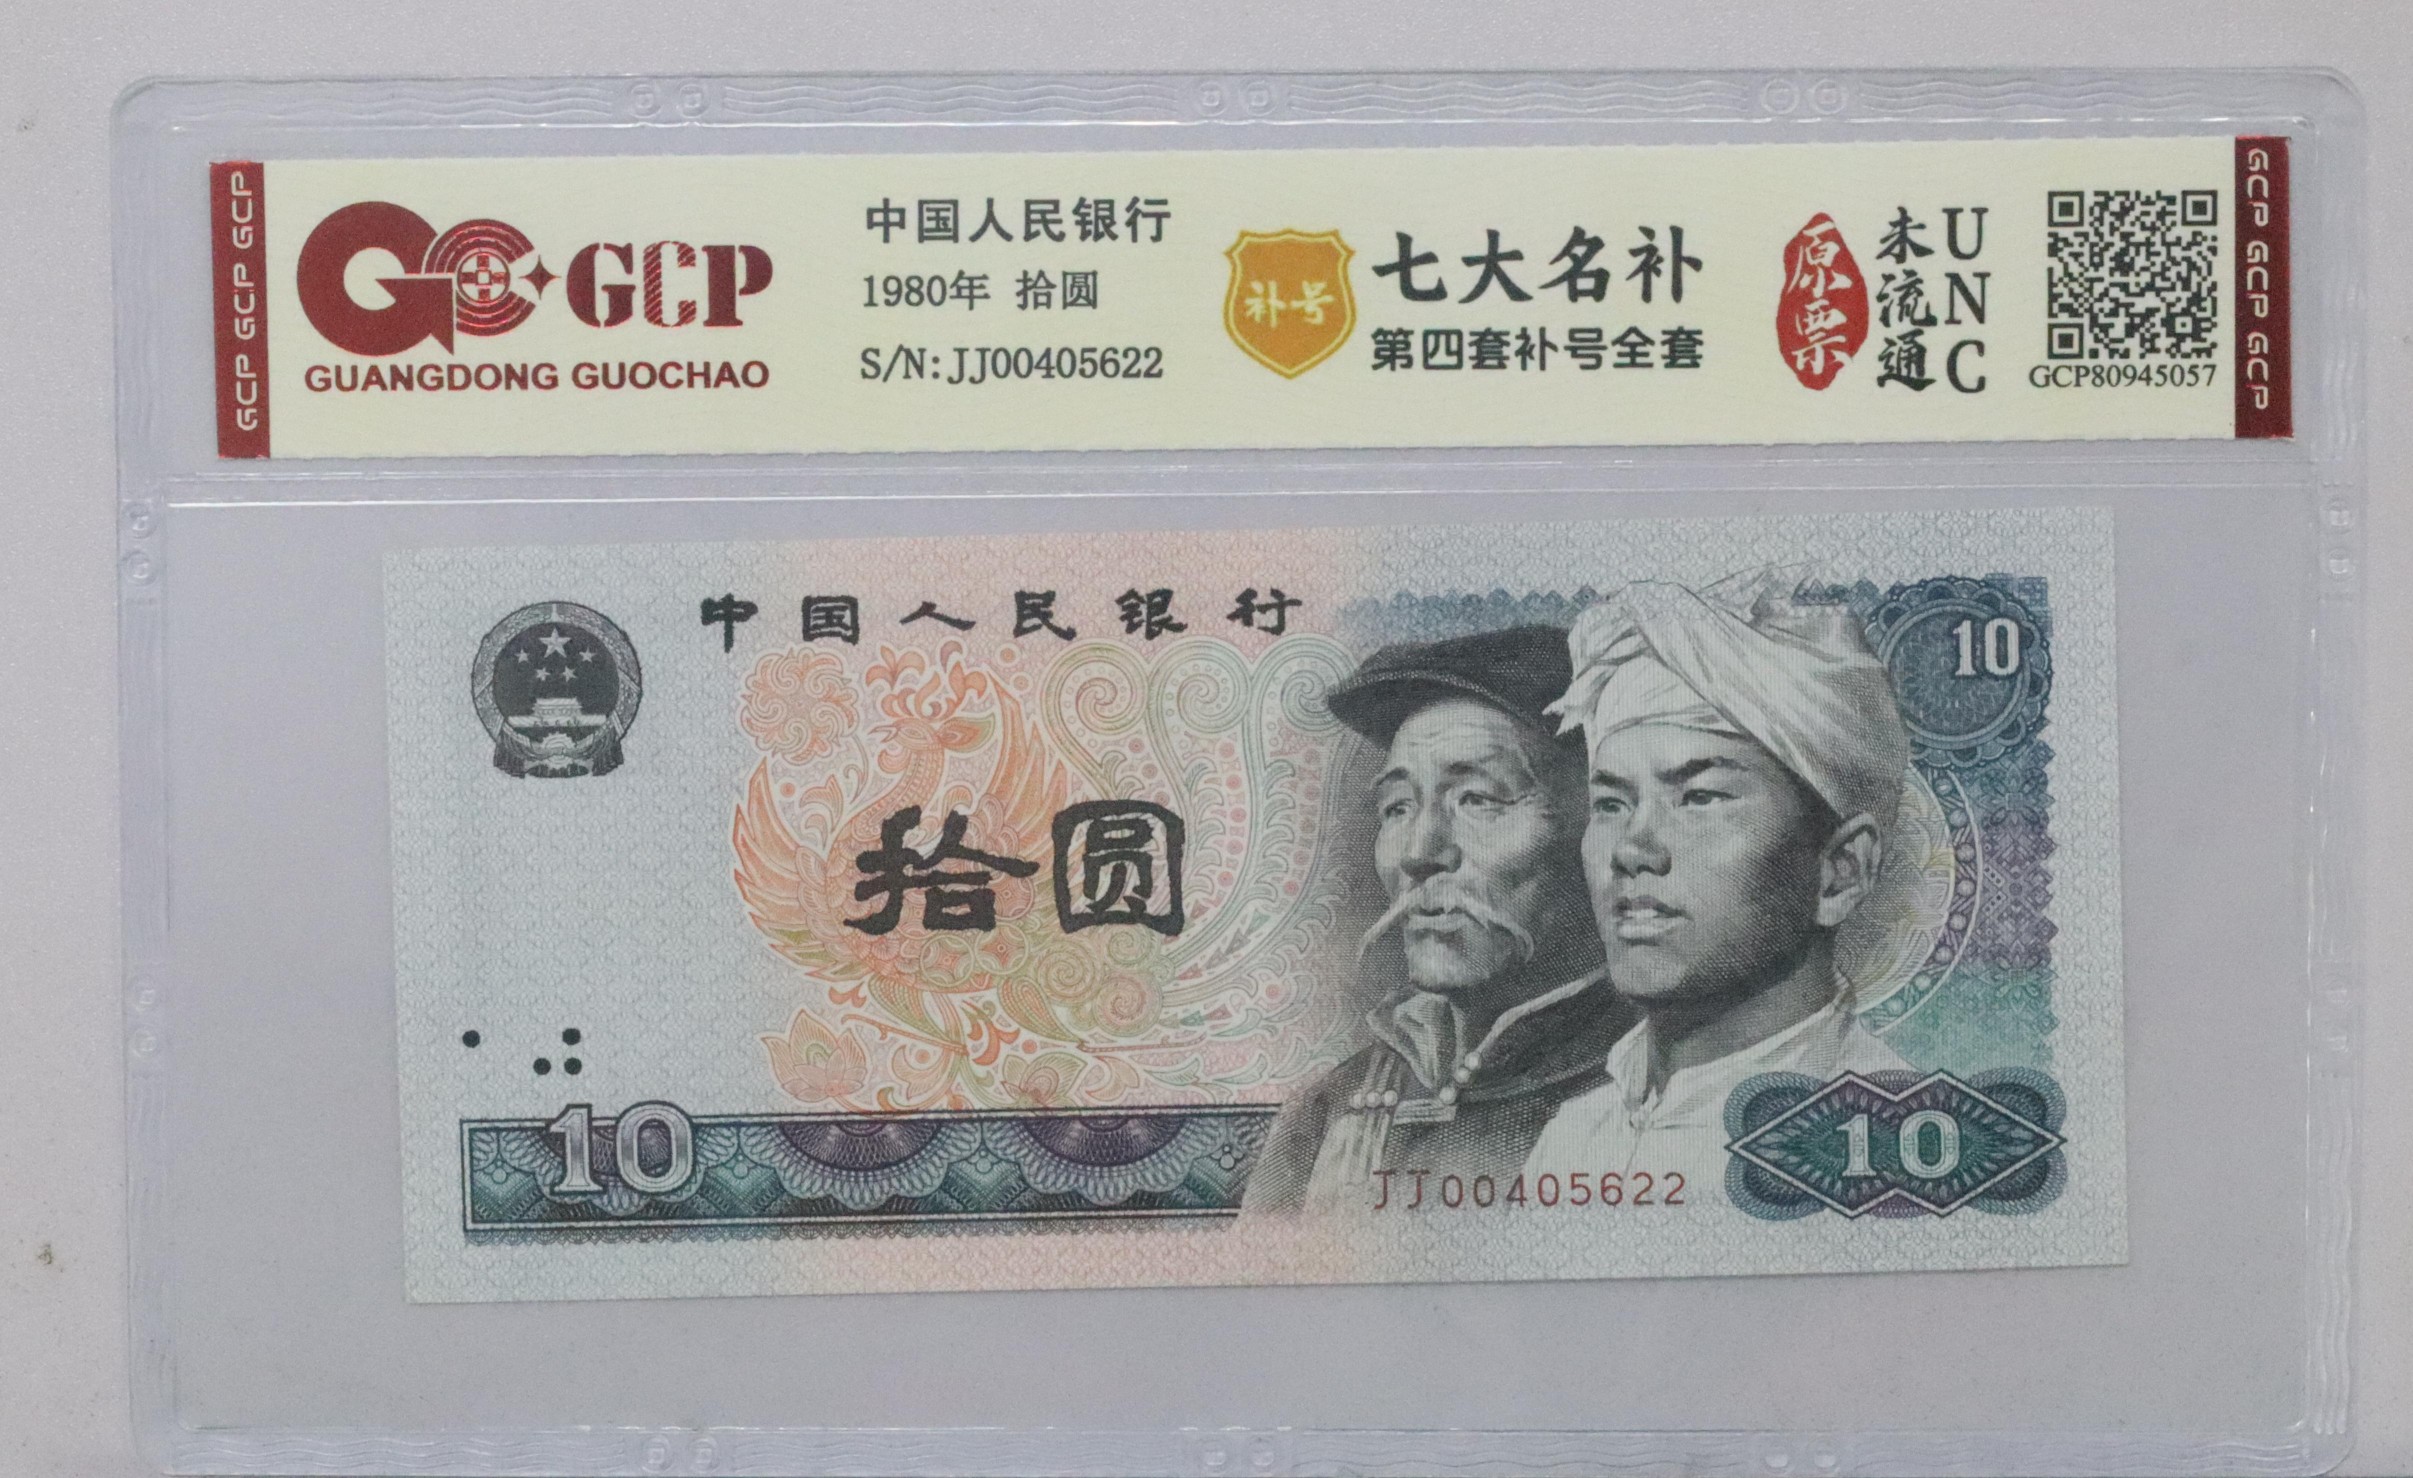 GCP GCP GCP
GCP
GUANGDONG GUOCHAO
中国人民银行
1980年 拾圆
S/N:JJ00405622
补号
七大名补
第四套补号全套
原票
未流通
UNC
GCP80945057
GCP GCP GCP
中国人民银行
10
拾圆
10
JJ00405622
10